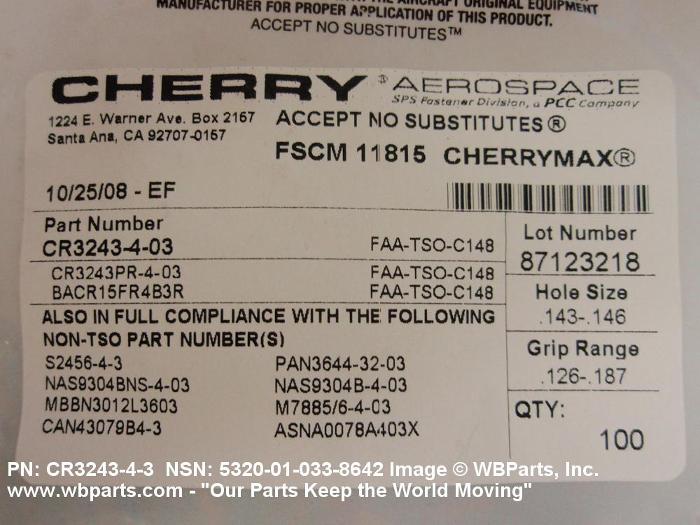 MANUFACTURER FOR PROPER APPLICATION OF THIS PRODUCT.
ACCEPT NO SUBSTITUTES™
CHERRY® AEROSPACE
SPS Fastener Division, a PCC Company
1224 E. Warner Ave. Box 2167
Santa Ana, CA 92707-0157
ACCEPT NO SUBSTITUTES®
FSCM 11815 CHERRYMAX®
10/25/08 - EF
Part Number
CR3243-4-03 FAA-TSO-C148
CR3243PR-4-03 FAA-TSO-C148
BACR15FR4B3R FAA-TSO-C148
Lot Number
87123218
Hole Size
.143-.146
Grip Range
.126-.187
QTY:
100
ALSO IN FULL COMPLIANCE WITH THE FOLLOWING
NON-TSO PART NUMBER(S)
S2456-4-3 PAN3644-32-03
NAS9304BNS-4-03 NAS9304B-4-03
MBBN3012L3603 M7885/6-4-03
CAN43079B4-3 ASNA0078A403X
PN: CR3243-4-3 NSN: 5320-01-033-8642 Image © WBParts, Inc.
www.wbparts.com - "Our Parts Keep the World Moving"